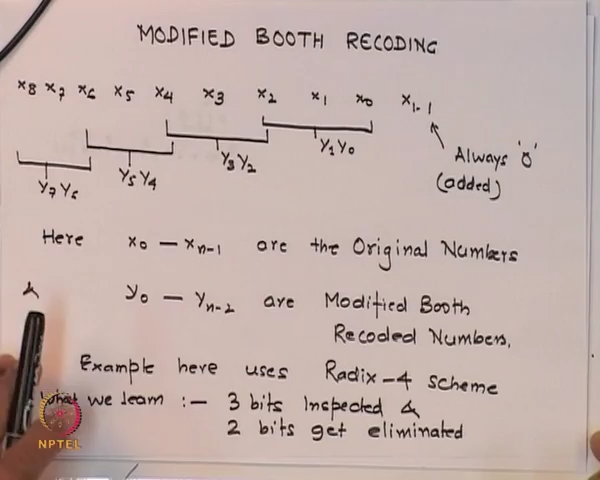 MODIFIED BOOTH RECODING
x8 x7 x6 x5 x4 x3 x2 x1 x0 x1-1
Y7 Y6 Y5 Y4 Y3 Y2 Y1 Y0
Always '0'
(added)
Here x0 — xn-1 are the Original Numbers
& y0 — Yn-2 are Modified Booth
Recoded Numbers,
Example here uses Radix-4 scheme
What we learn :- 3 bits Inspected &
2 bits get eliminated
NPTEL